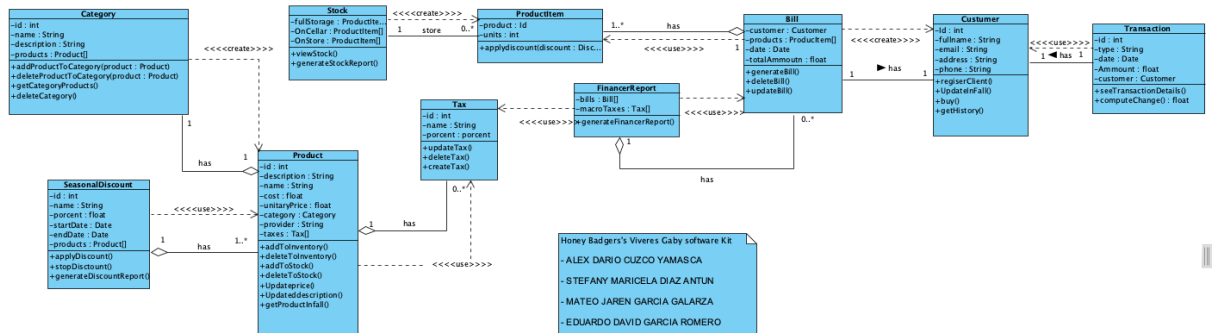 Category
-id : int
-name : String
-description : String
-products : Product[]
+addProductToCategory(product : Product)
+deleteProductToCategory(product : Product)
+getCategoryProducts()
+deleteCategory()
<<<<create>>>>
1
has
1
Stock
-fullStorage : ProductIte...
-OnCellar : ProductItem[]
-OnStore : ProductItem[]
+viewStock()
+generateStockReport()
<<<<create>>>>
1
store
0..*
ProductItem
-product : Id
-units : int
+applydiscount(discount : Disc...
1..*
has
<<<<use>>>>
1
Bill
-customer : Customer
-products : ProducItem[]
-date : Date
-totalAmmoutn : float
+generateBill()
+deleteBill()
+updateBill()
<<<<create>>>>
1
has
1
0..*
Custumer
-Id : int
-fullname : String
-email : String
-address : String
-phone : String
+regiserClient()
+UpdateInFall()
+buy()
+getHistory()
<<<<use>>>>
1
has
1
Transaction
-id : int
-type : String
-date : Date
-Ammount : float
-customer : Customer
+seeTransactionDetails()
+computeChange() : float
FinancerReport
-bills : Bill[]
-macroTaxes : Tax[]
+generateFinancerReport()
<<<<use>>>>
<<<<use>>>>
1
has
Tax
-id : int
-name : String
-porcent : porcent
+updateTax()
+deleteTax()
+createTax()
0..*
1
has
<<<<use>>>>
Product
-id : int
-description : String
-name : String
-cost : float
-unitaryPrice : float
-category : Category
-provider : String
-taxes : Tax[]
+addToInventory()
+deleteToInventory()
+addToStock()
+deleteToStock()
+Updateprice()
+Updateddescription()
+getProductInfall()
SeasonalDiscount
-id : int
-name : String
-porcent : float
-startDate : Date
-endDate : Date
-products : Product[]
+applyDiscount()
+stopDisctount()
+generateDiscountReport()
<<<<use>>>>
1
has
1..*
Honey Badgers's Viveres Gaby software Kit
- ALEX DARIO CUZCO YAMASCA
- STEFANY MARICELA DIAZ ANTUN
- MATEO JAREN GARCIA GALARZA
- EDUARDO DAVID GARCIA ROMERO